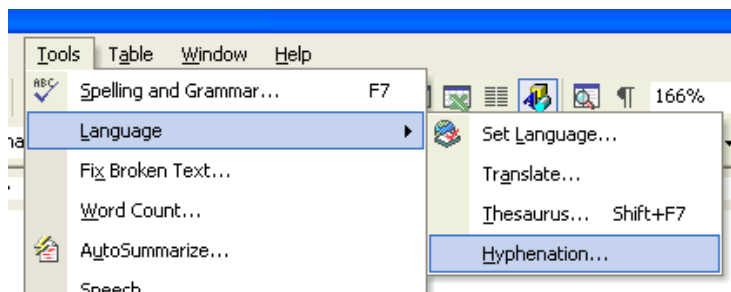 Tools Table Window Help
ABC Spelling and Grammar... F7
166%
Language
Set Language...
Fix Broken Text...
Translate...
Word Count...
Thesaurus... Shift+F7
AutoSummarize...
Hyphenation...
Speech